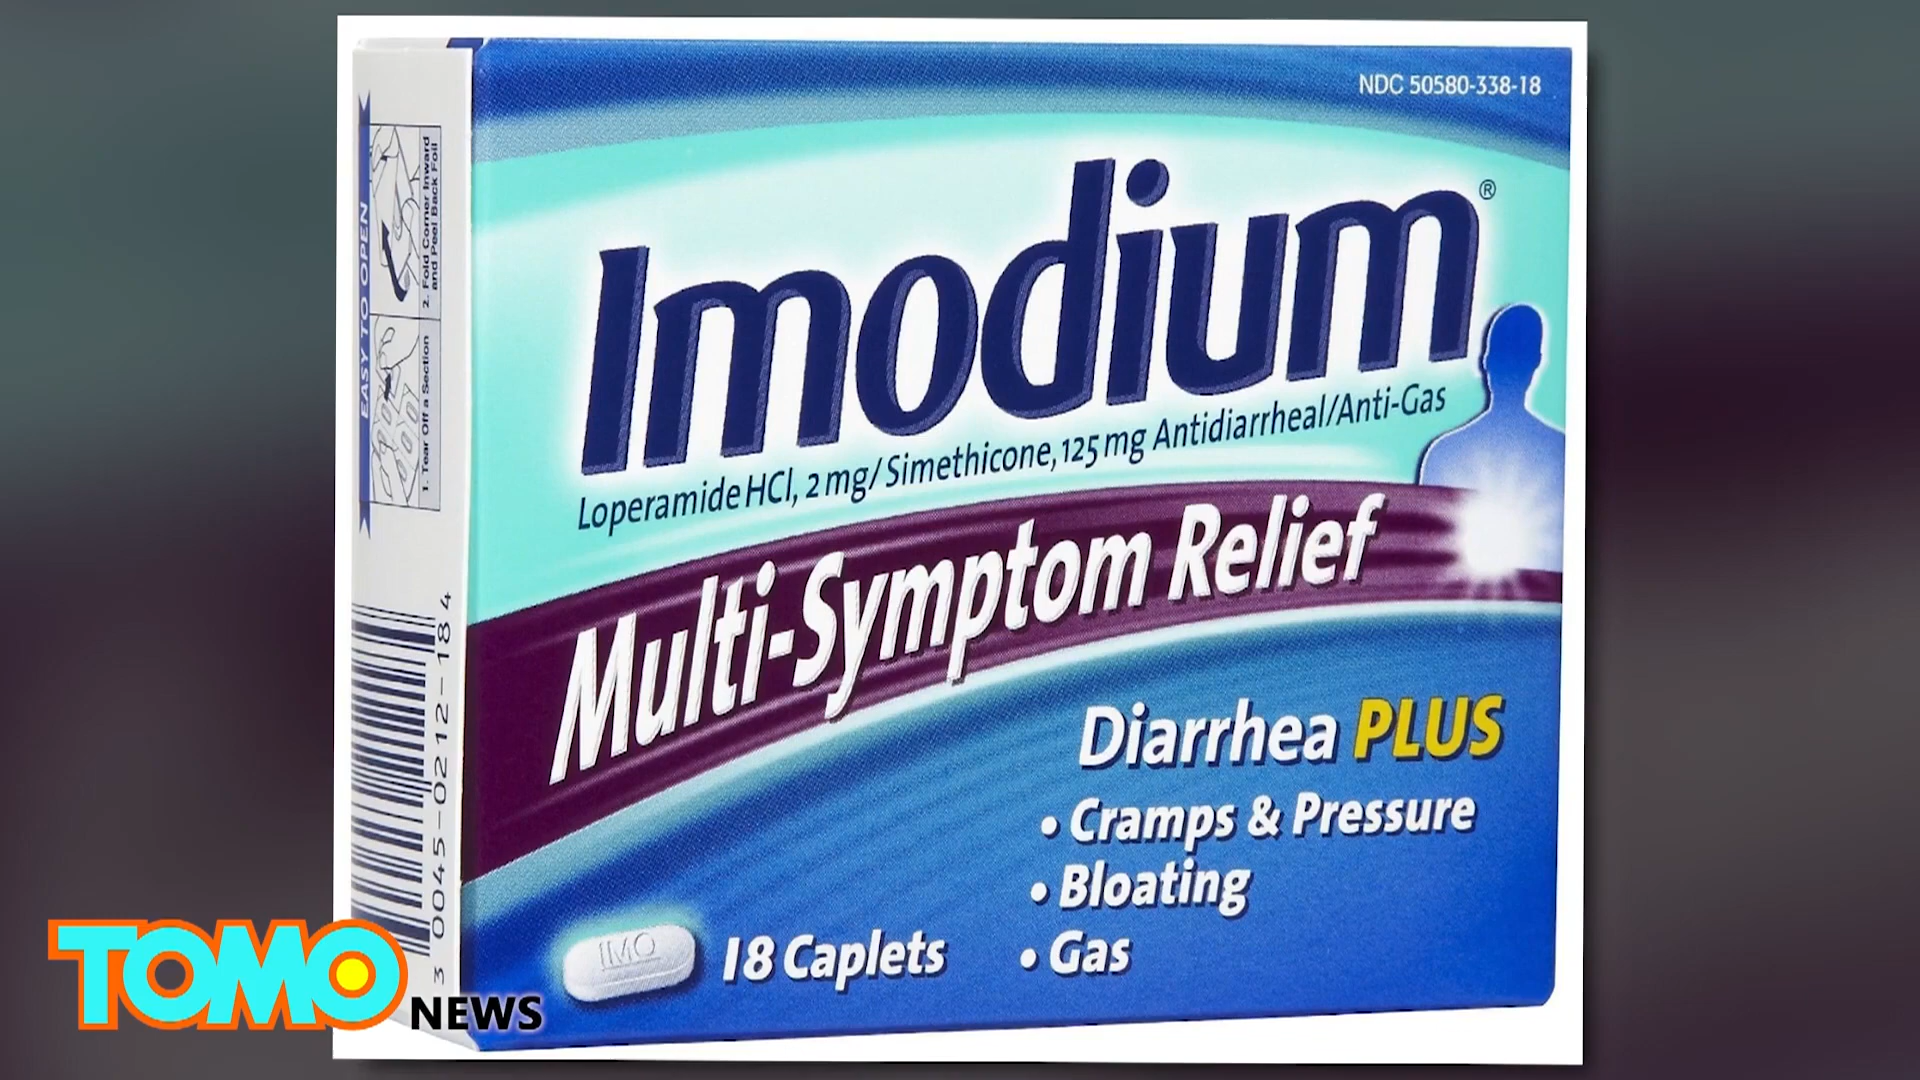 NDC 50580-338-18
Imodium®
Loperamide HCl, 2 mg/ Simethicone, 125 mg Antidiarrheal/Anti-Gas
Multi-Symptom Relief
Diarrhea PLUS
• Cramps & Pressure
• Bloating
• Gas
18 Caplets
IMO
EASY TO OPEN
1. Tear Off a Section
2. Fold Corner Inward
and Peel Back Foil
3 0045-0212-18 4
TOMO
NEWS